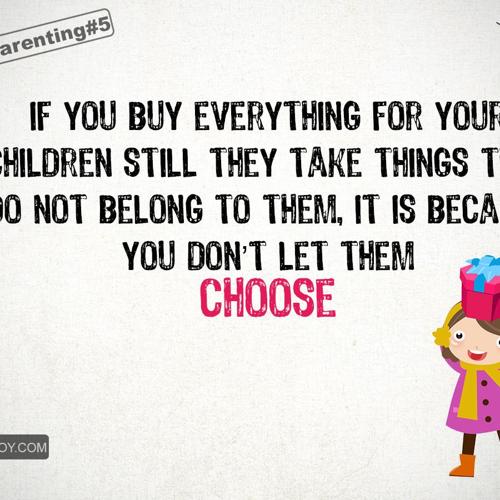 arenting#5
IF YOU BUY EVERYTHING FOR YOUR
CHILDREN STILL THEY TAKE THINGS
DO NOT BELONG TO THEM, IT IS
YOU DON'T LET THEM
CHOOSE
OY.COM